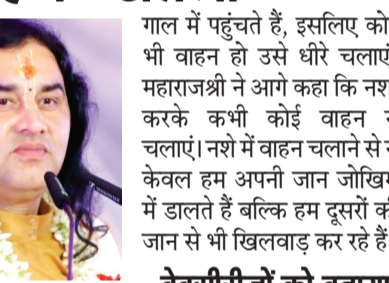 गाल में पहुंचते हैं, इसलिए को
भी वाहन हो उसे धीरे चलाएं
महाराजश्री ने आगे कहा कि नश
करके कभी कोई वाहन न
चलाएं। नशे में वाहन चलाने से न
केवल हम अपनी जान जोखिम
में डालते हैं बल्कि हम दूसरों की
जान से भी खिलवाड़ कर रहे हैं